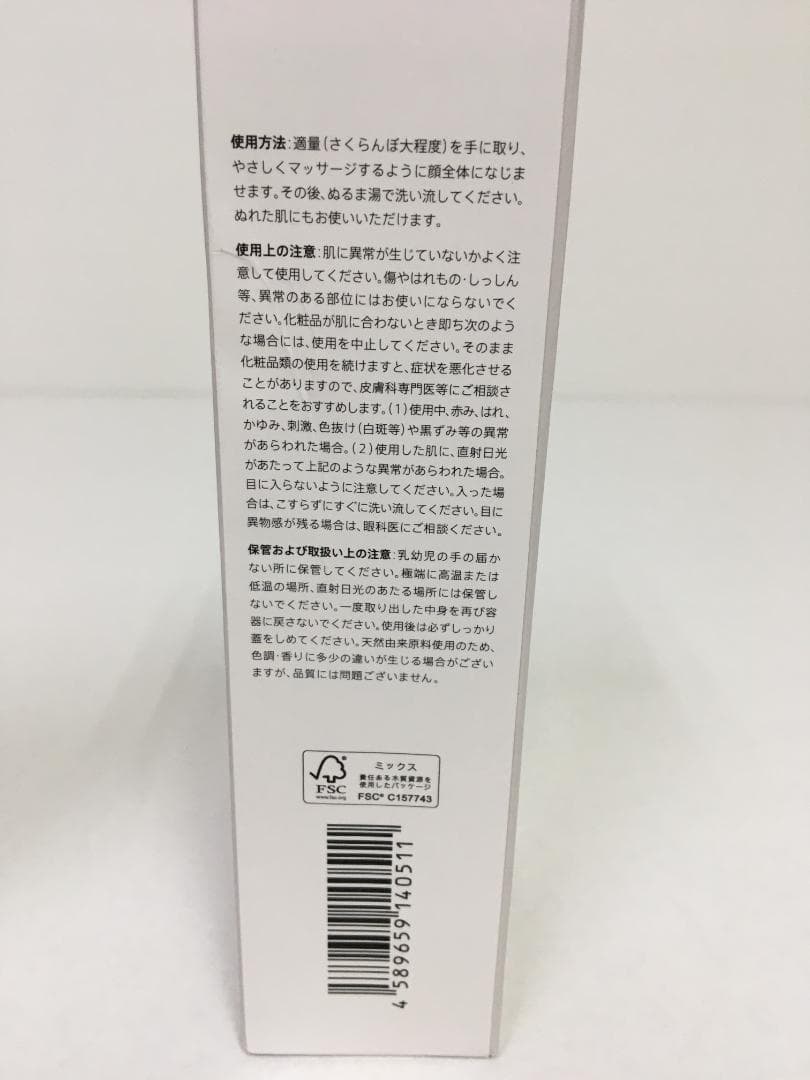 使用方法:適量(さくらんぼ大程度)を手に取り、
やさしくマッサージするように顔全体になじま
せます。その後、ぬるま湯で洗い流してください。
ぬれた肌にもお使いいただけます。
使用上の注意:肌に異常が生じていないかよく注
意して使用してください。傷やはれもの・しっしん
等、異常のある部位にはお使いにならないでく
ださい。化粧品が肌に合わないとき即ち次のよう
な場合には、使用を中止してください。そのまま
化粧品類の使用を続けますと、症状を悪化させる
ことがありますので、皮膚科専門医等にご相談さ
れることをおすすめします。(1)使用中、赤み、はれ、
かゆみ、刺激、色抜け(白斑等)や黒ずみ等の異常
があらわれた場合。(2)使用した肌に、直射日光
があたって上記のような異常があらわれた場合。
目に入らないように注意してください。入った場
合は、こすらずにすぐに洗い流してください。目に
異物感が残る場合は、眼科医にご相談ください。
保管および取扱い上の注意:乳幼児の手の届か
ない所に保管してください。極端に高温または
低温の場所、直射日光のあたる場所には保管し
ないでください。一度取り出した中身を再び容
器に戻さないでください。使用後は必ずしっかり
蓋をしめてください。天然由来原料使用のため、
色調・香りに多少の違いが生じる場合がござい
ますが、品質には問題ございません。
FSC
www.fsc.org
ミックス
責任ある木質資源を
使用したパッケージ
FSC® C157743
4 589659 140511